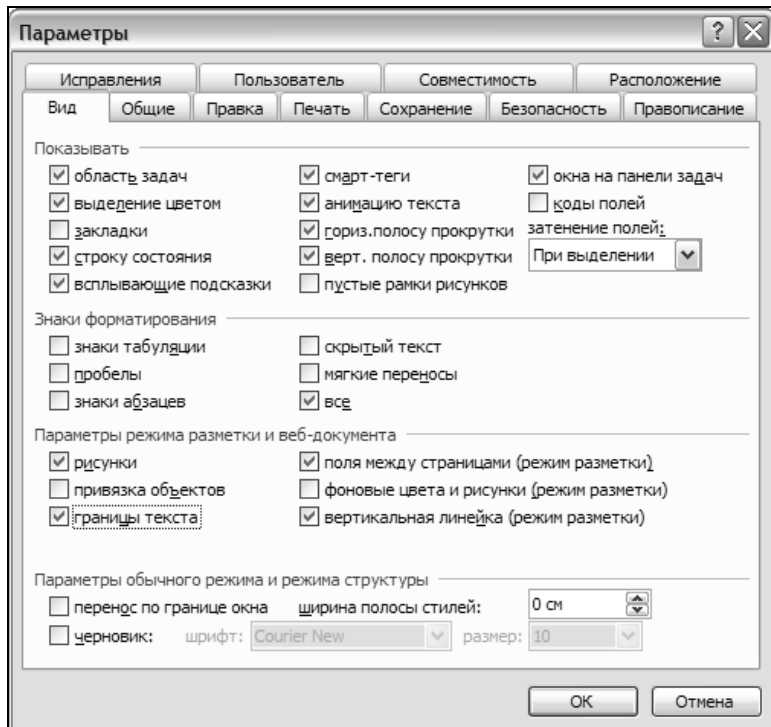 Параметры
Исправления Пользователь Совместимость Расположение
Вид Общие Правка Печать Сохранение Безопасность Правописание
Показывать
область задач смарт-теги окна на панели задач
выделение цветом анимацию текста коды полей
закладки гориз.полосу прокрутки затенение полей:
строку состояния верт. полосу прокрутки При выделении
всплывающие подсказки пустые рамки рисунков
Знаки форматирования
знаки табуляции скрытый текст
пробелы мягкие переносы
знаки абзацев все
Параметры режима разметки и веб-документа
рисунки поля между страницами (режим разметки)
привязка объектов фоновые цвета и рисунки (режим разметки)
границы текста вертикальная линейка (режим разметки)
Параметры обычного режима и режима структуры
перенос по границе окна ширина полосы стилей: 0 см
черновик: шрифт: Courier New размер: 10
ОК Отмена